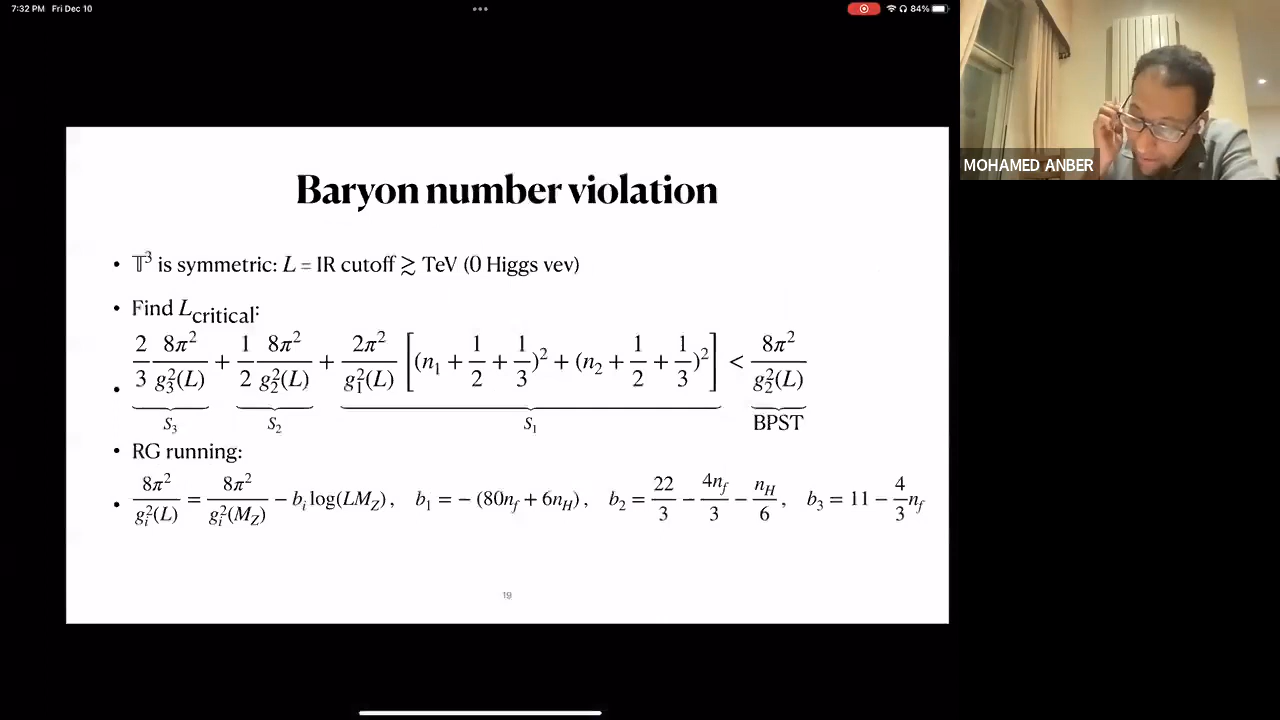 7:32 PM Fri Dec 10
84%
MOHAMED ANBER
Baryon number violation
• 𝕋³ is symmetric: L = IR cutoff ≳ TeV (0 Higgs vev)
• Find L_critical:
• 2/3 8π²/g₃²(L) + 1/2 8π²/g₂²(L) + 2π²/g₁²(L) [(n₁ + 1/2 + 1/3)² + (n₂ + 1/2 + 1/3)²] < 8π²/g₂²(L)
S₃ S₂ S₁ BPST
• RG running:
• 8π²/gᵢ²(L) = 8π²/gᵢ²(M_Z) − bᵢ log(LM_Z), b₁ = − (80n_f + 6n_H), b₂ = 22/3 − 4n_f/3 − n_H/6, b₃ = 11 − 4/3 n_f
19